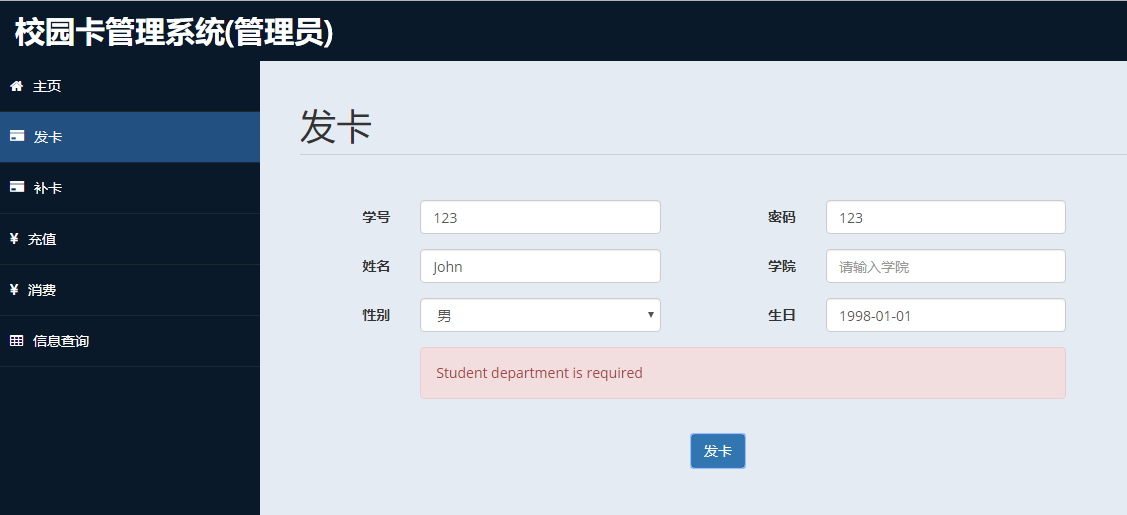 校园卡管理系统(管理员)
主页
发卡
补卡
¥ 充值
¥ 消费
信息查询
发卡
学号 123 密码 123
姓名 John 学院 请输入学院
性别 男 生日 1998-01-01
Student department is required
发卡